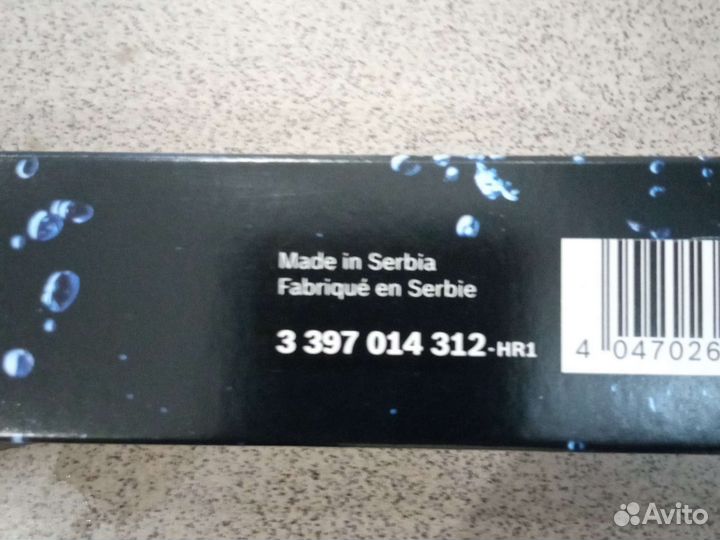 Made in Serbia
Fabriqué en Serbie
3 397 014 312-HR1
4 047026
Avito